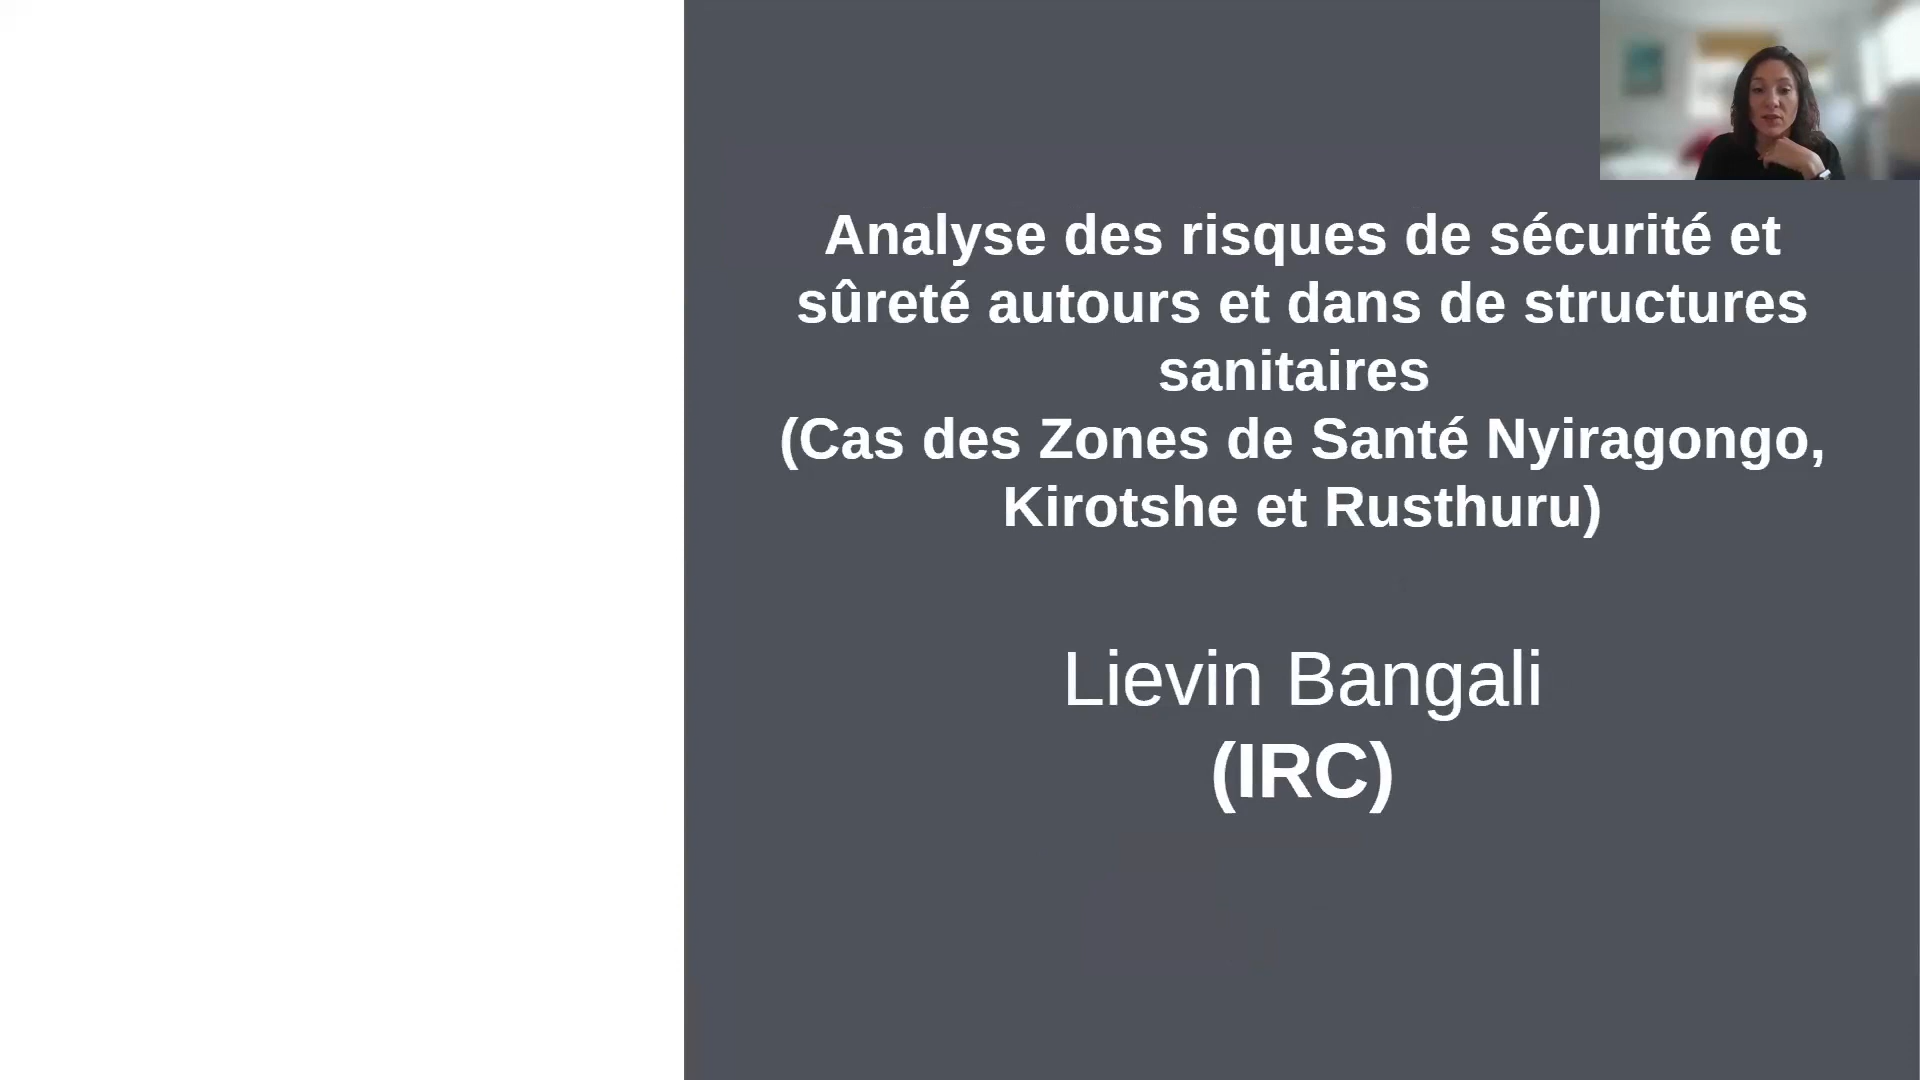 Analyse des risques de sécurité et
sûreté autours et dans de structures
sanitaires
(Cas des Zones de Santé Nyiragongo,
Kirotshe et Rusthuru)
Lievin Bangali
(IRC)